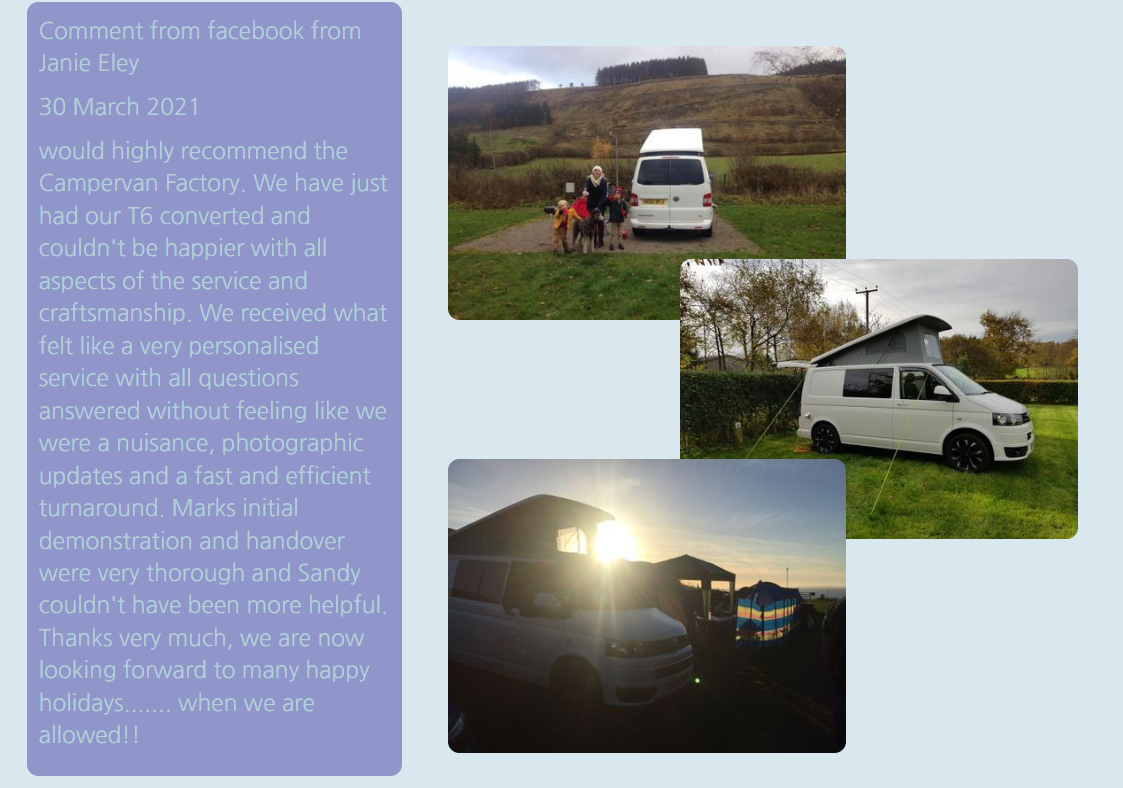 Comment from facebook from
Janie Eley
30 March 2021
would highly recommend the
Campervan Factory. We have just
had our T6 converted and
couldn't be happier with all
aspects of the service and
craftsmanship. We received what
felt like a very personalised
service with all questions
answered without feeling like we
were a nuisance, photographic
updates and a fast and efficient
turnaround. Marks initial
demonstration and handover
were very thorough and Sandy
couldn't have been more helpful.
Thanks very much, we are now
looking forward to many happy
holidays....... when we are
allowed!!